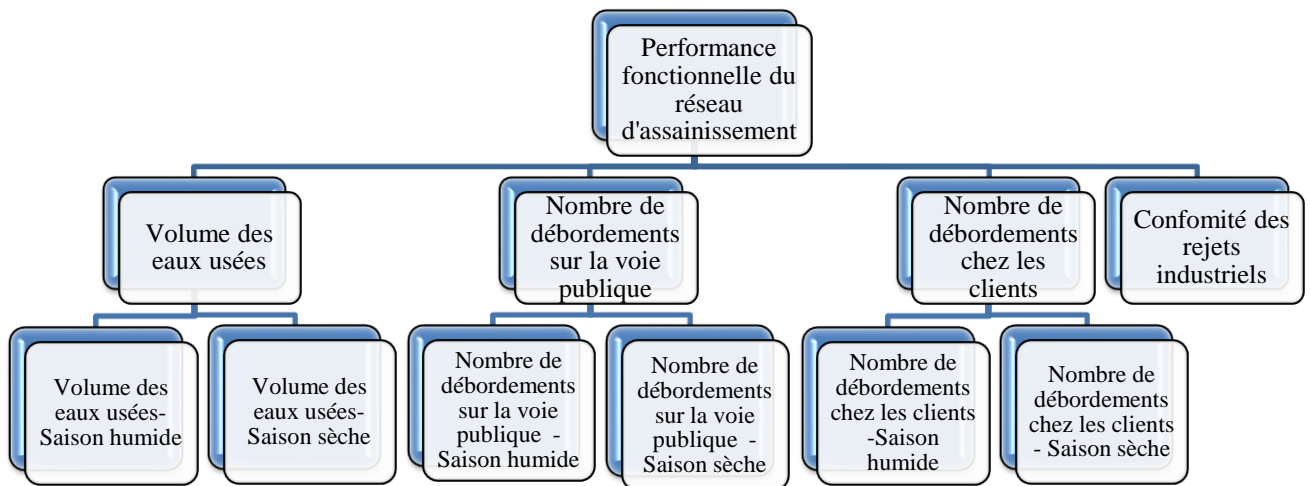 Performance
fonctionnelle du
réseau
d'assainissement
Volume des
eaux usées
Nombre de
débordements
sur la voie
publique
Nombre de
débordements
chez les
clients
Confomité des
rejets
industriels
Volume des
eaux usées-
Saison humide
Volume des
eaux usées-
Saison sèche
Nombre de
débordements
sur la voie
publique -
Saison humide
Nombre de
débordements
sur la voie
publique -
Saison sèche
Nombre de
débordements
chez les clients
-Saison
humide
Nombre de
débordements
chez les clients
- Saison sèche